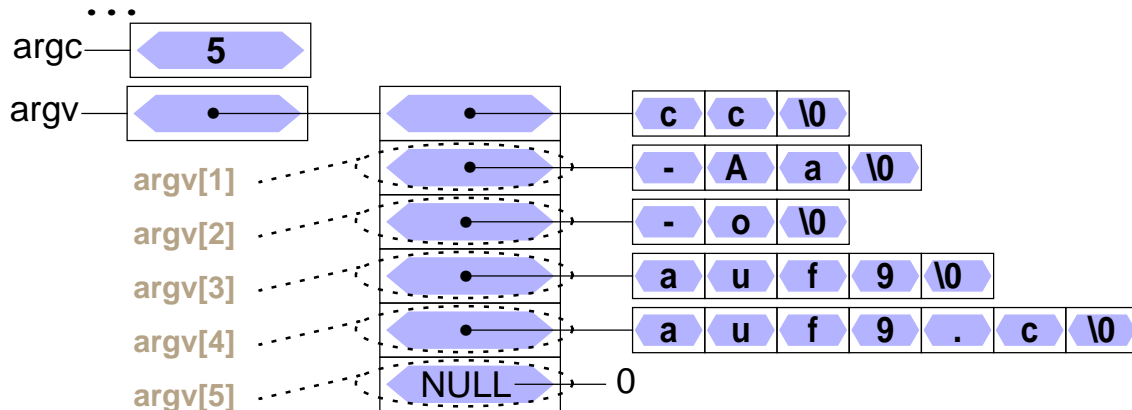 ...
argc 5
argv c c \0
argv[1] - A a \0
argv[2] - o \0
argv[3] a u f 9 \0
argv[4] a u f 9 . c \0
argv[5] NULL 0